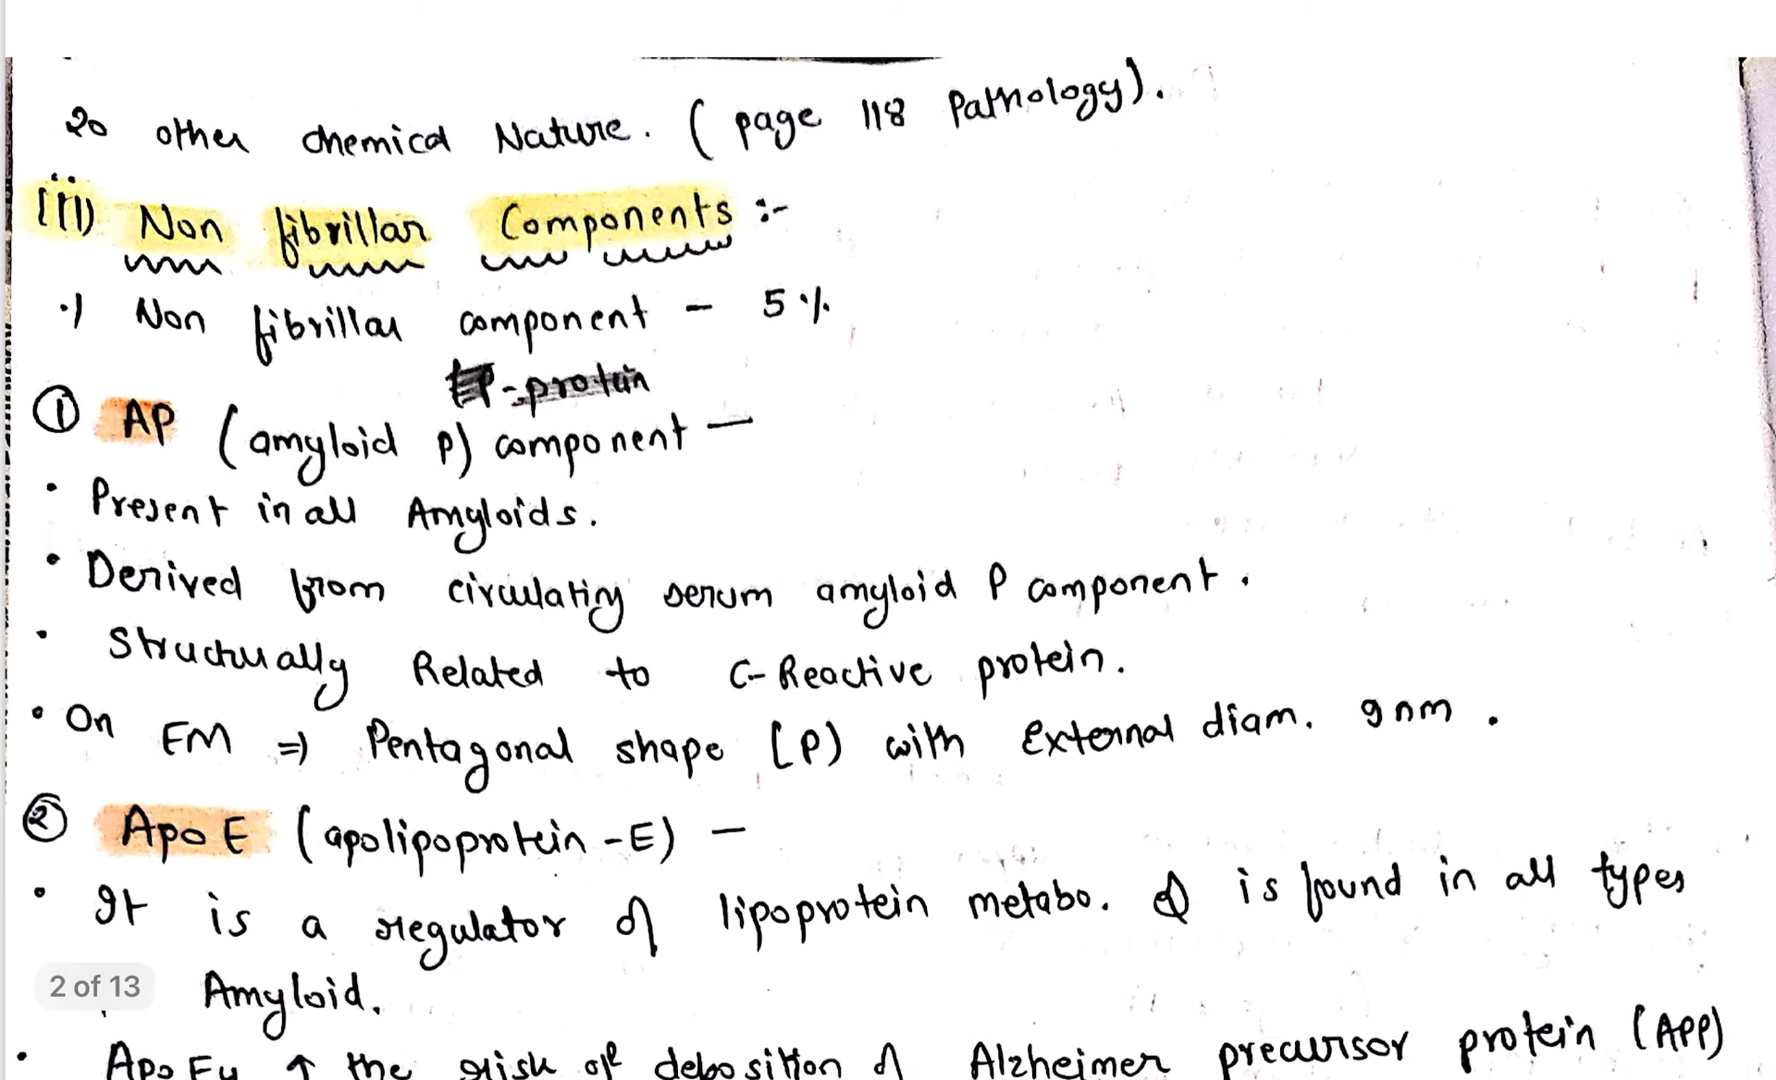 20 other chemical Nature. ( page 118 Pathology).
(ii) Non fibrillar Components :-
·) Non fibrillar component - 5 %
-protein
① AP (amyloid P) component —
• Present in all Amyloids.
• Derived from circulating serum amyloid P component.
• Structurally Related to C-Reactive protein.
• On EM => Pentagonal shape [P) with External diam. 9nm.
② Apo E (apolipoprotein -E) —
• It is a regulator of lipoprotein metabo. & is found in all types
Amyloid.
2 of 13
• Apo E4 ↑ the risk of deposition of Alzheimer precursor protein (APP)